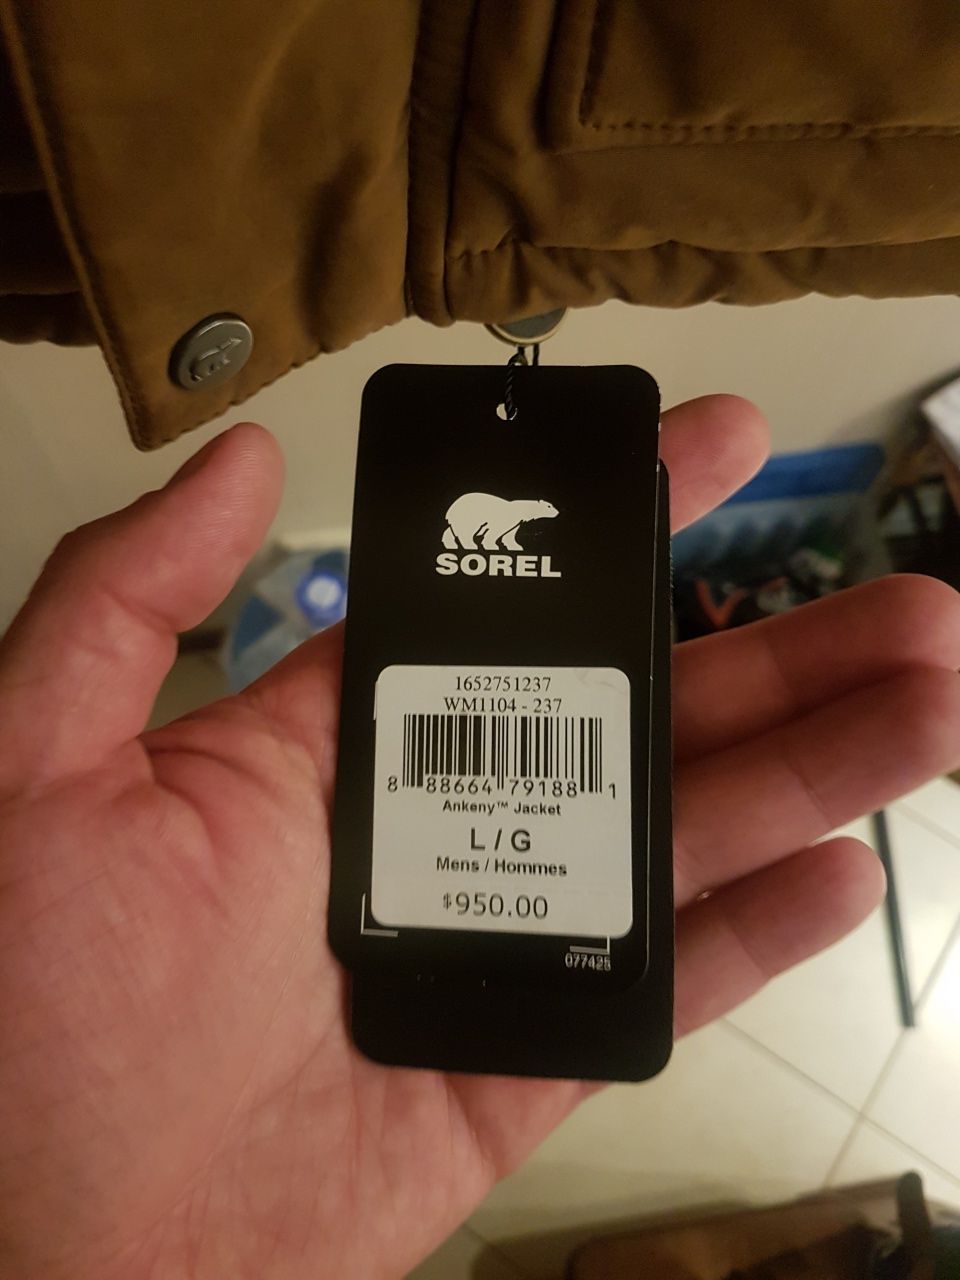 SOREL
1652751237
WM1104 - 237
8 88664 79188 1
Ankeny™ Jacket
L / G
Mens / Hommes
$950.00
077425